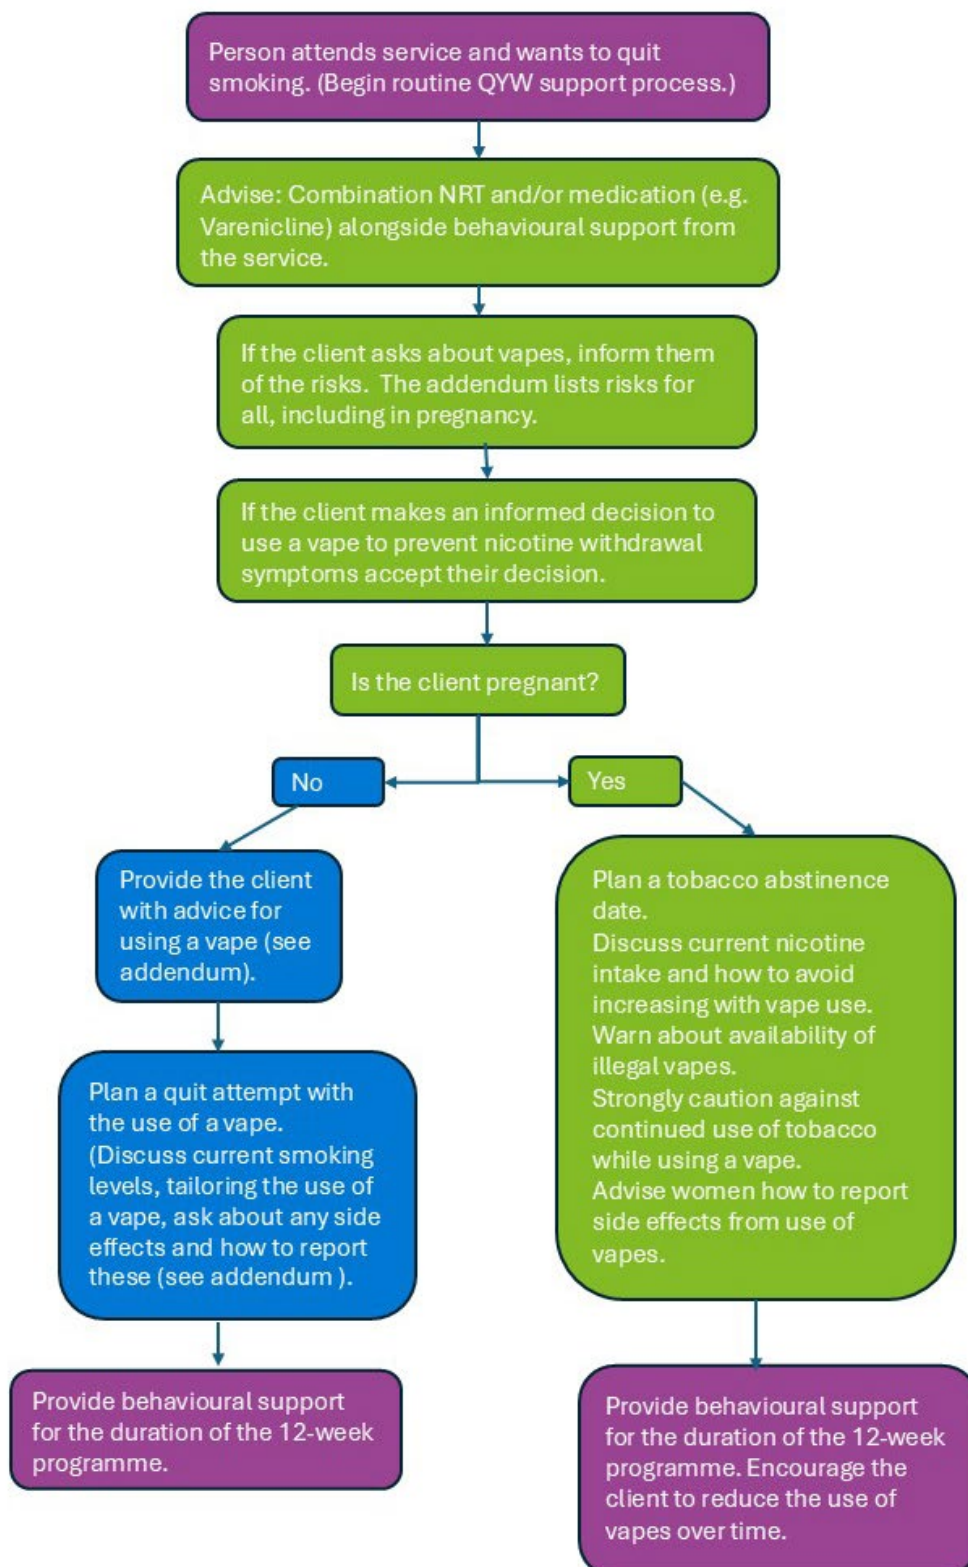 Person attends service and wants to quit
smoking. (Begin routine QYW support process.)
Advise: Combination NRT and/or medication (e.g.
Varenicline) alongside behavioural support from
the service.
If the client asks about vapes, inform them
of the risks.  The addendum lists risks for
all, including in pregnancy.
If the client makes an informed decision to
use a vape to prevent nicotine withdrawal
symptoms accept their decision.
Is the client pregnant?
No
Provide the client
with advice for
using a vape (see
addendum).
Plan a quit attempt with
the use of a vape.
(Discuss current smoking
levels, tailoring the use of
a vape, ask about any side
effects and how to report
these (see addendum ).
Provide behavioural support
for the duration of the 12-week
programme.
Yes
Plan a tobacco abstinence
date.
Discuss current nicotine
intake and how to avoid
increasing with vape use.
Warn about availability of
illegal vapes.
Strongly caution against
continued use of tobacco
while using a vape.
Advise women how to report
side effects from use of
vapes.
Provide behavioural support
for the duration of the 12-week
programme. Encourage the
client to reduce the use of
vapes over time.